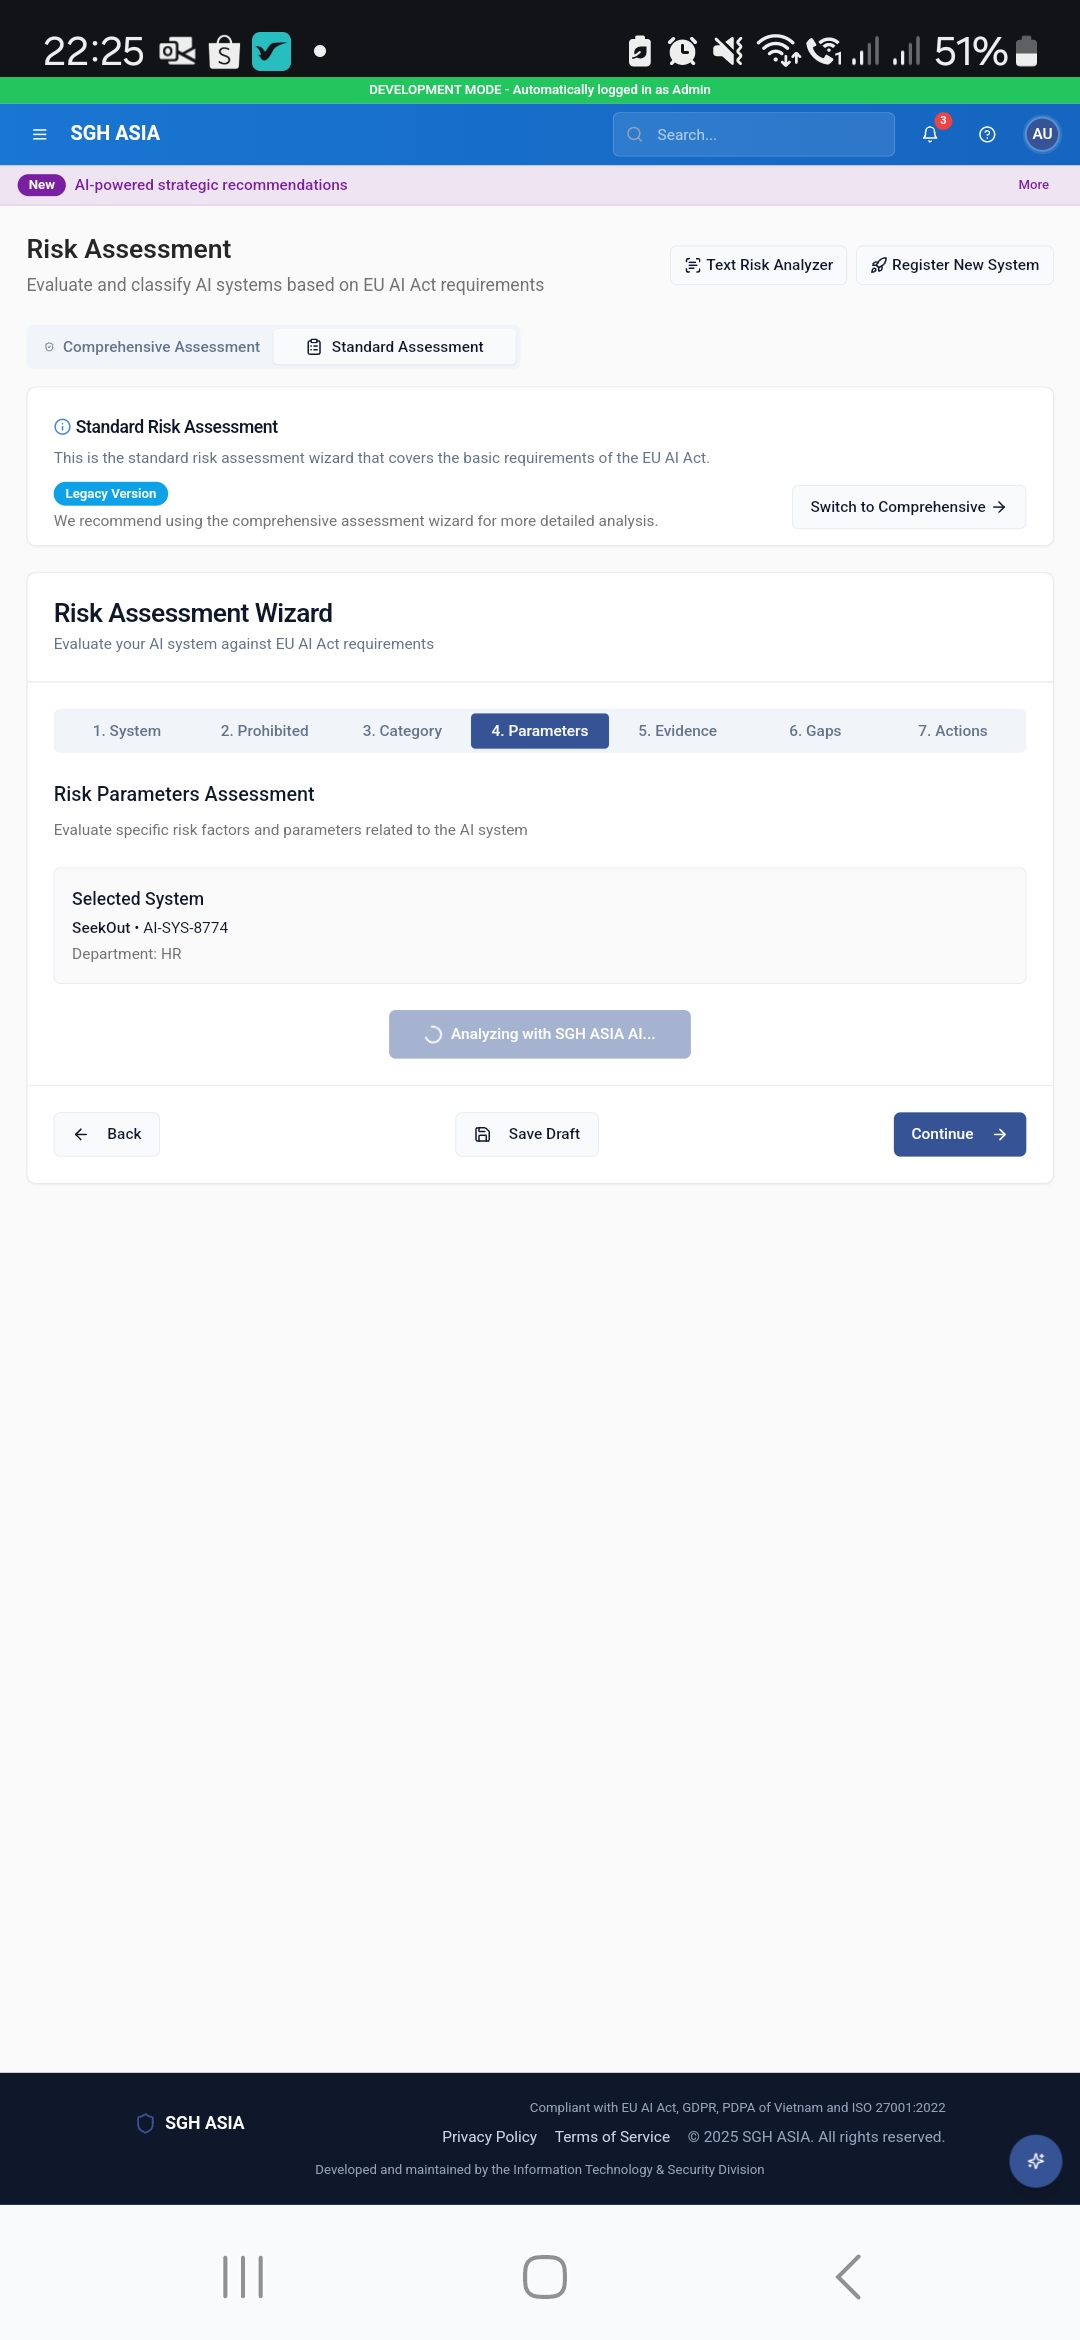 22:25
51%
DEVELOPMENT MODE - Automatically logged in as Admin
SGH ASIA
Search...
3
AU
New AI-powered strategic recommendations More
Risk Assessment
Evaluate and classify AI systems based on EU AI Act requirements
Text Risk Analyzer
Register New System
Comprehensive Assessment
Standard Assessment
Standard Risk Assessment
This is the standard risk assessment wizard that covers the basic requirements of the EU AI Act.
Legacy Version
We recommend using the comprehensive assessment wizard for more detailed analysis.
Switch to Comprehensive
Risk Assessment Wizard
Evaluate your AI system against EU AI Act requirements
1. System 2. Prohibited 3. Category 4. Parameters 5. Evidence 6. Gaps 7. Actions
Risk Parameters Assessment
Evaluate specific risk factors and parameters related to the AI system
Selected System
SeekOut • AI-SYS-8774
Department: HR
Analyzing with SGH ASIA AI...
Back
Save Draft
Continue
SGH ASIA
Compliant with EU AI Act, GDPR, PDPA of Vietnam and ISO 27001:2022
Privacy Policy Terms of Service © 2025 SGH ASIA. All rights reserved.
Developed and maintained by the Information Technology & Security Division